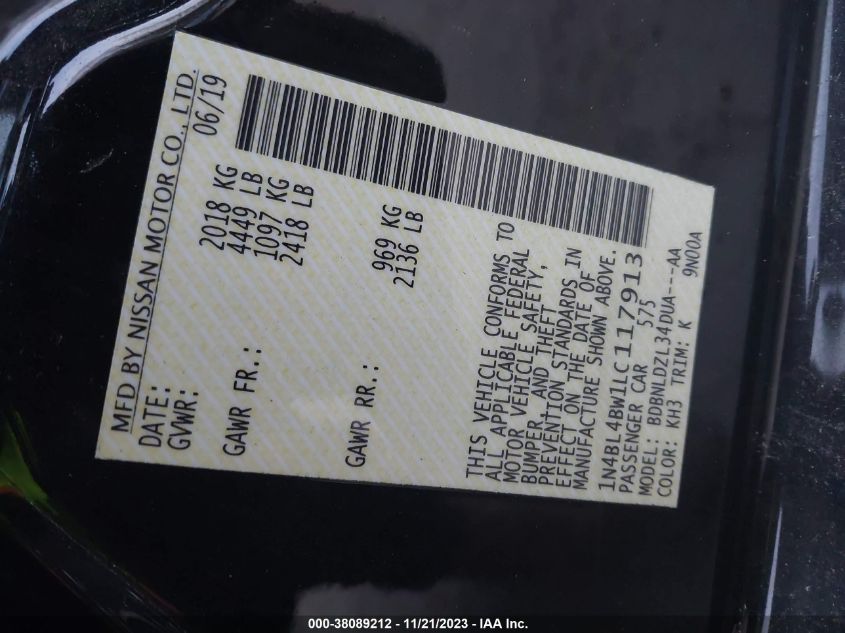 MFD BY NISSAN MOTOR CO., LTD.
DATE: 06/19
GVWR: 2018 KG
4449 LB
GAWR FR.: 1097 KG
2418 LB
GAWR RR.: 969 KG
2136 LB
THIS VEHICLE CONFORMS TO
ALL APPLICABLE FEDERAL
MOTOR VEHICLE SAFETY,
BUMPER, AND THEFT
PREVENTION STANDARDS IN
EFFECT ON THE DATE OF
MANUFACTURE SHOWN ABOVE.
1N4BL4BW1LC117913
PASSENGER CAR 575
MODEL: BDBNLDZL34DUA---AA
COLOR: KH3 TRIM: K 9N00A
000-38089212 - 11/21/2023 - IAA Inc.